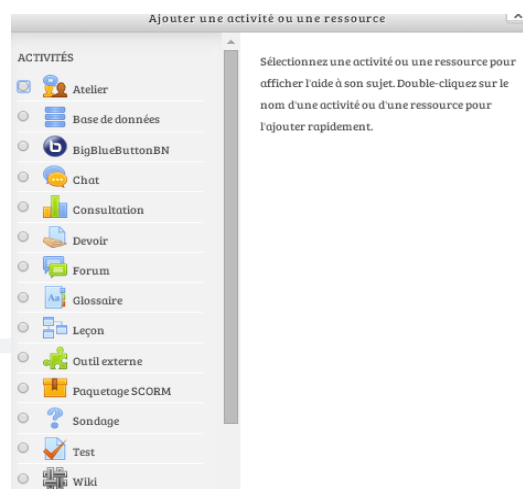 Ajouter une activité ou une ressource
ACTIVITÉS
Atelier
Base de données
BigBlueButtonBN
Chat
Consultation
Devoir
Forum
Glossaire
Leçon
Outil externe
Paquetage SCORM
Sondage
Test
Wiki
Sélectionnez une activité ou une ressource pour
afficher l'aide à son sujet. Double-cliquez sur le
nom d'une activité ou d'une ressource pour
l'ajouter rapidement.